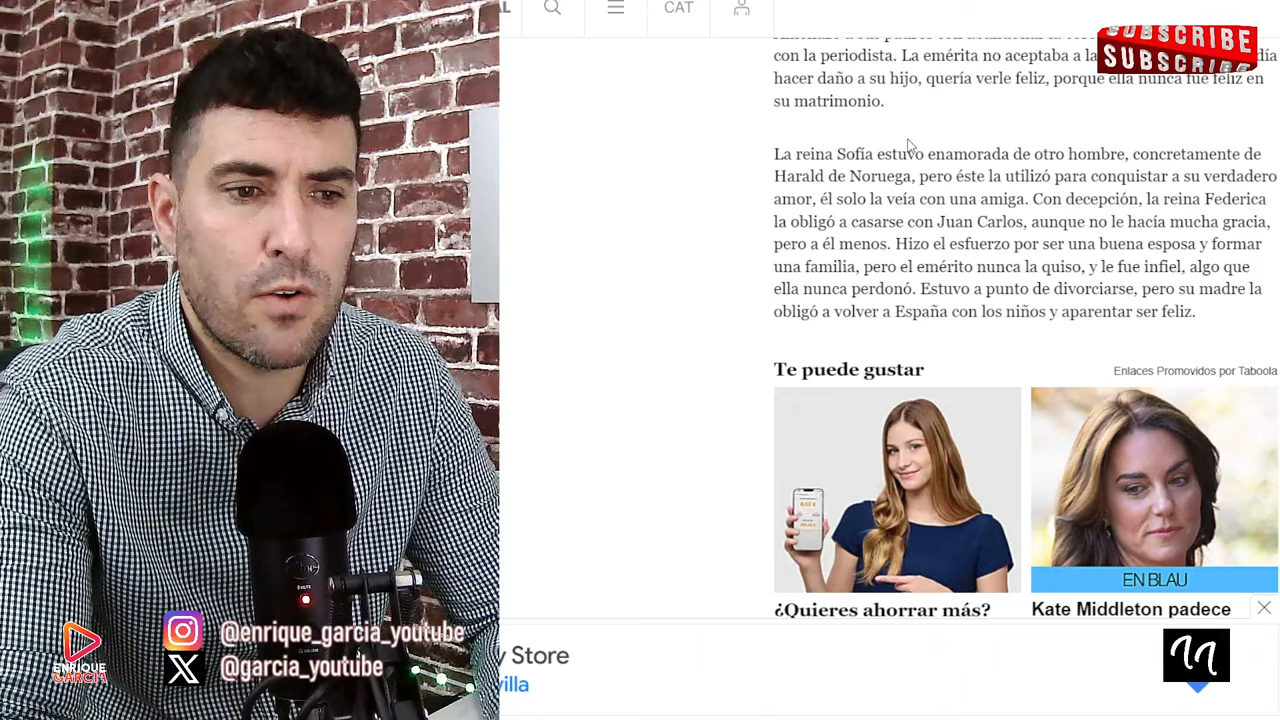 CAT
SUBSCRIBE
SUBSCRIBE
con la periodista. La emérita no aceptaba a la
hacer daño a su hijo, quería verle feliz, porque ella nunca fue feliz en
su matrimonio.
La reina Sofía estuvo enamorada de otro hombre, concretamente de
Harald de Noruega, pero éste la utilizó para conquistar a su verdadero
amor, él solo la veía con una amiga. Con decepción, la reina Federica
la obligó a casarse con Juan Carlos, aunque no le hacía mucha gracia,
pero a él menos. Hizo el esfuerzo por ser una buena esposa y formar
una familia, pero el emérito nunca la quiso, y le fue infiel, algo que
ella nunca perdonó. Estuvo a punto de divorciarse, pero su madre la
obligó a volver a España con los niños y aparentar ser feliz.
Te puede gustar
Enlaces Promovidos por Taboola
EN BLAU
¿Quieres ahorrar más?
Kate Middleton padece
Store
villa
ENRIQUE
GARCIA
@enrique_garcia_youtube
@garcia_youtube